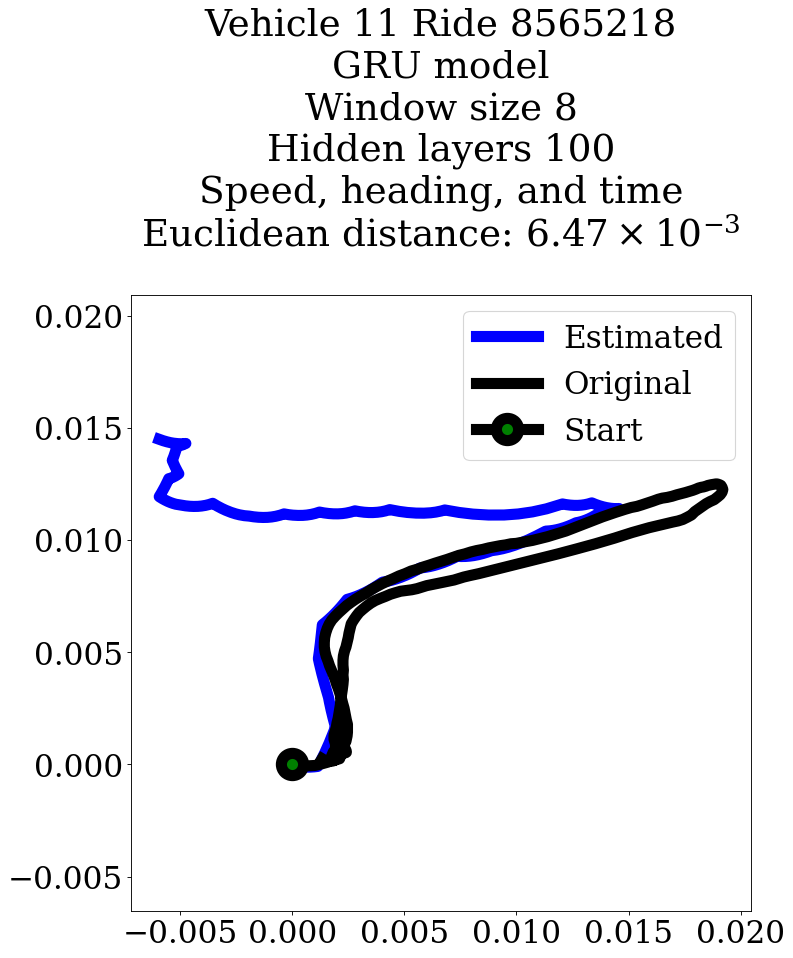 Vehicle 11 Ride 8565218
GRU model
Window size 8
Hidden layers 100
Speed, heading, and time
Euclidean distance: 6.47 × 10⁻³
Estimated
Original
Start
0.020
0.015
0.010
0.005
0.000
−0.005
−0.005 0.000 0.005 0.010 0.015 0.020